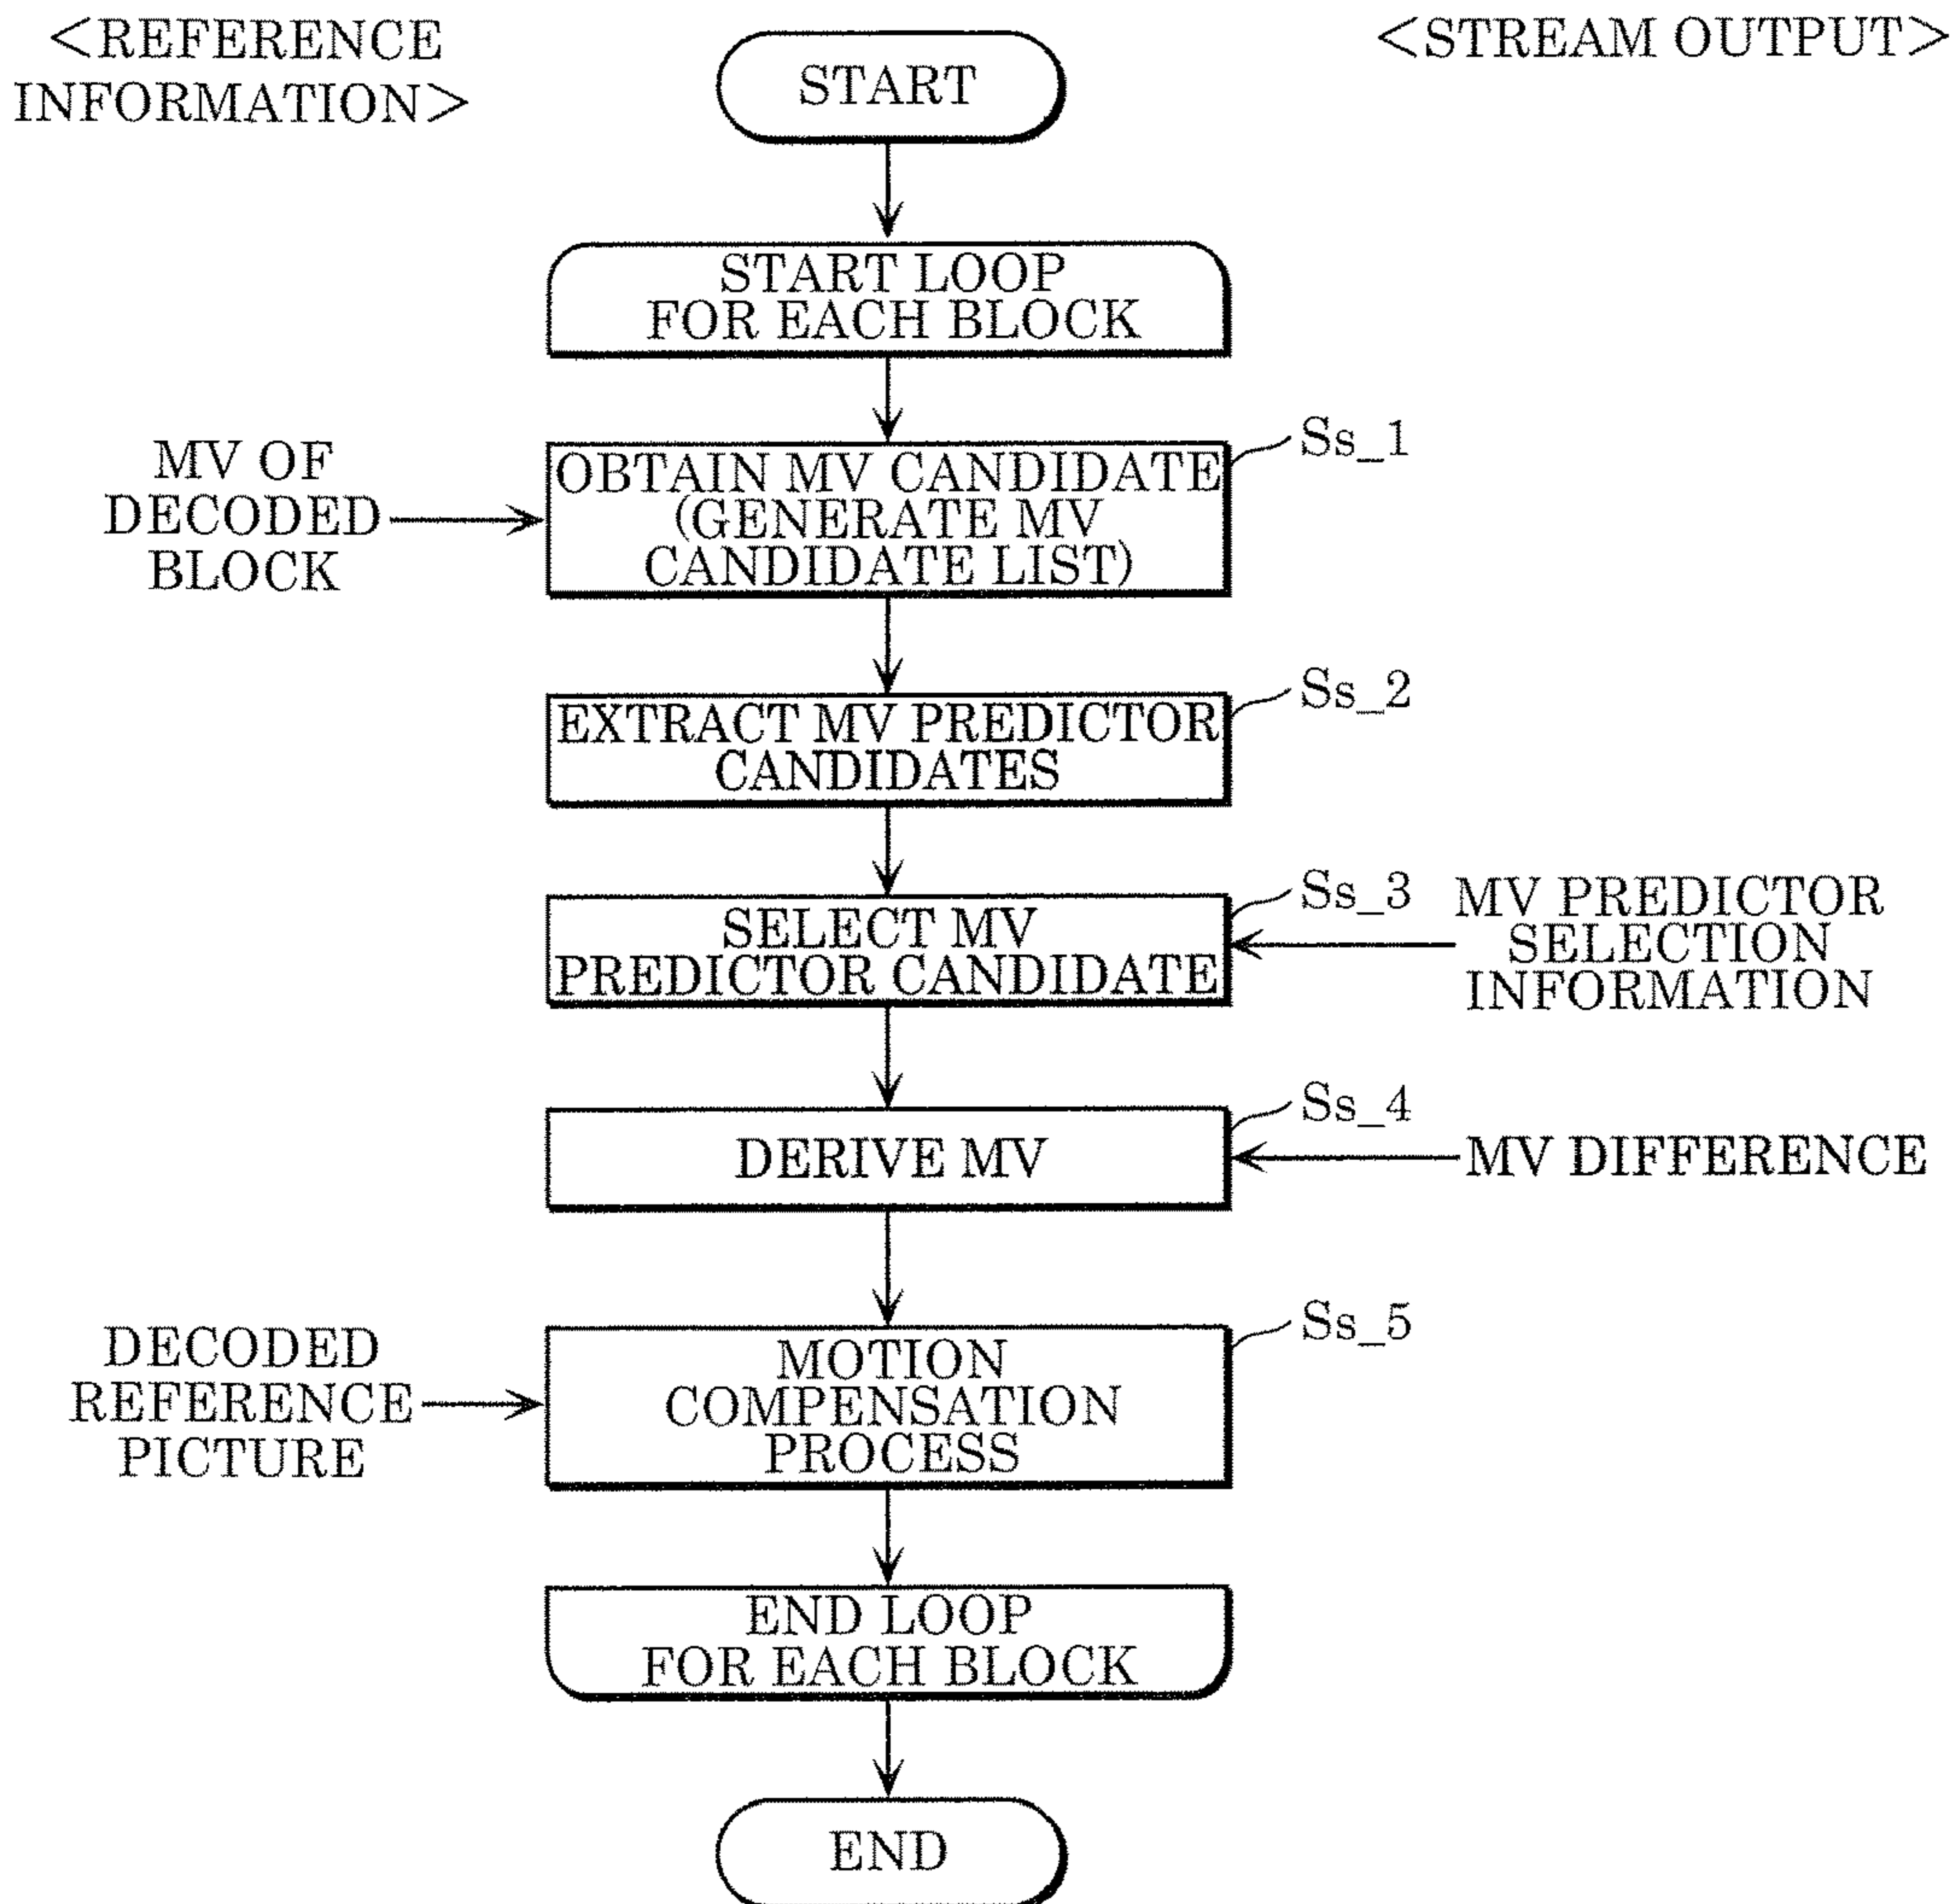 <REFERENCE
INFORMATION>
<STREAM OUTPUT>
START
START LOOP
FOR EACH BLOCK
MV OF
DECODED
BLOCK
OBTAIN MV CANDIDATE
(GENERATE MV
CANDIDATE LIST)
Ss_1
EXTRACT MV PREDICTOR
CANDIDATES
Ss_2
SELECT MV
PREDICTOR CANDIDATE
Ss_3
MV PREDICTOR
SELECTION
INFORMATION
DERIVE MV
Ss_4
MV DIFFERENCE
DECODED
REFERENCE
PICTURE
MOTION
COMPENSATION
PROCESS
Ss_5
END LOOP
FOR EACH BLOCK
END